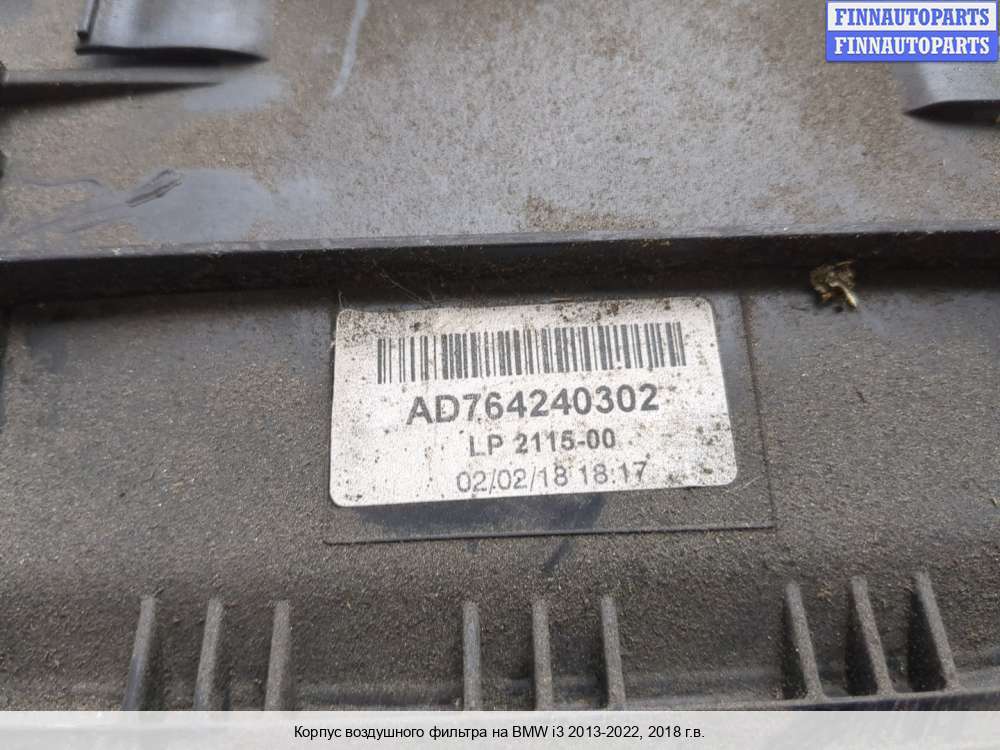 FINNAUTOPARTS
FINNAUTOPARTS
AD764240302
LP 2115-00
02/02/18 18:17
Корпус воздушного фильтра на BMW i3 2013-2022, 2018 г.в.